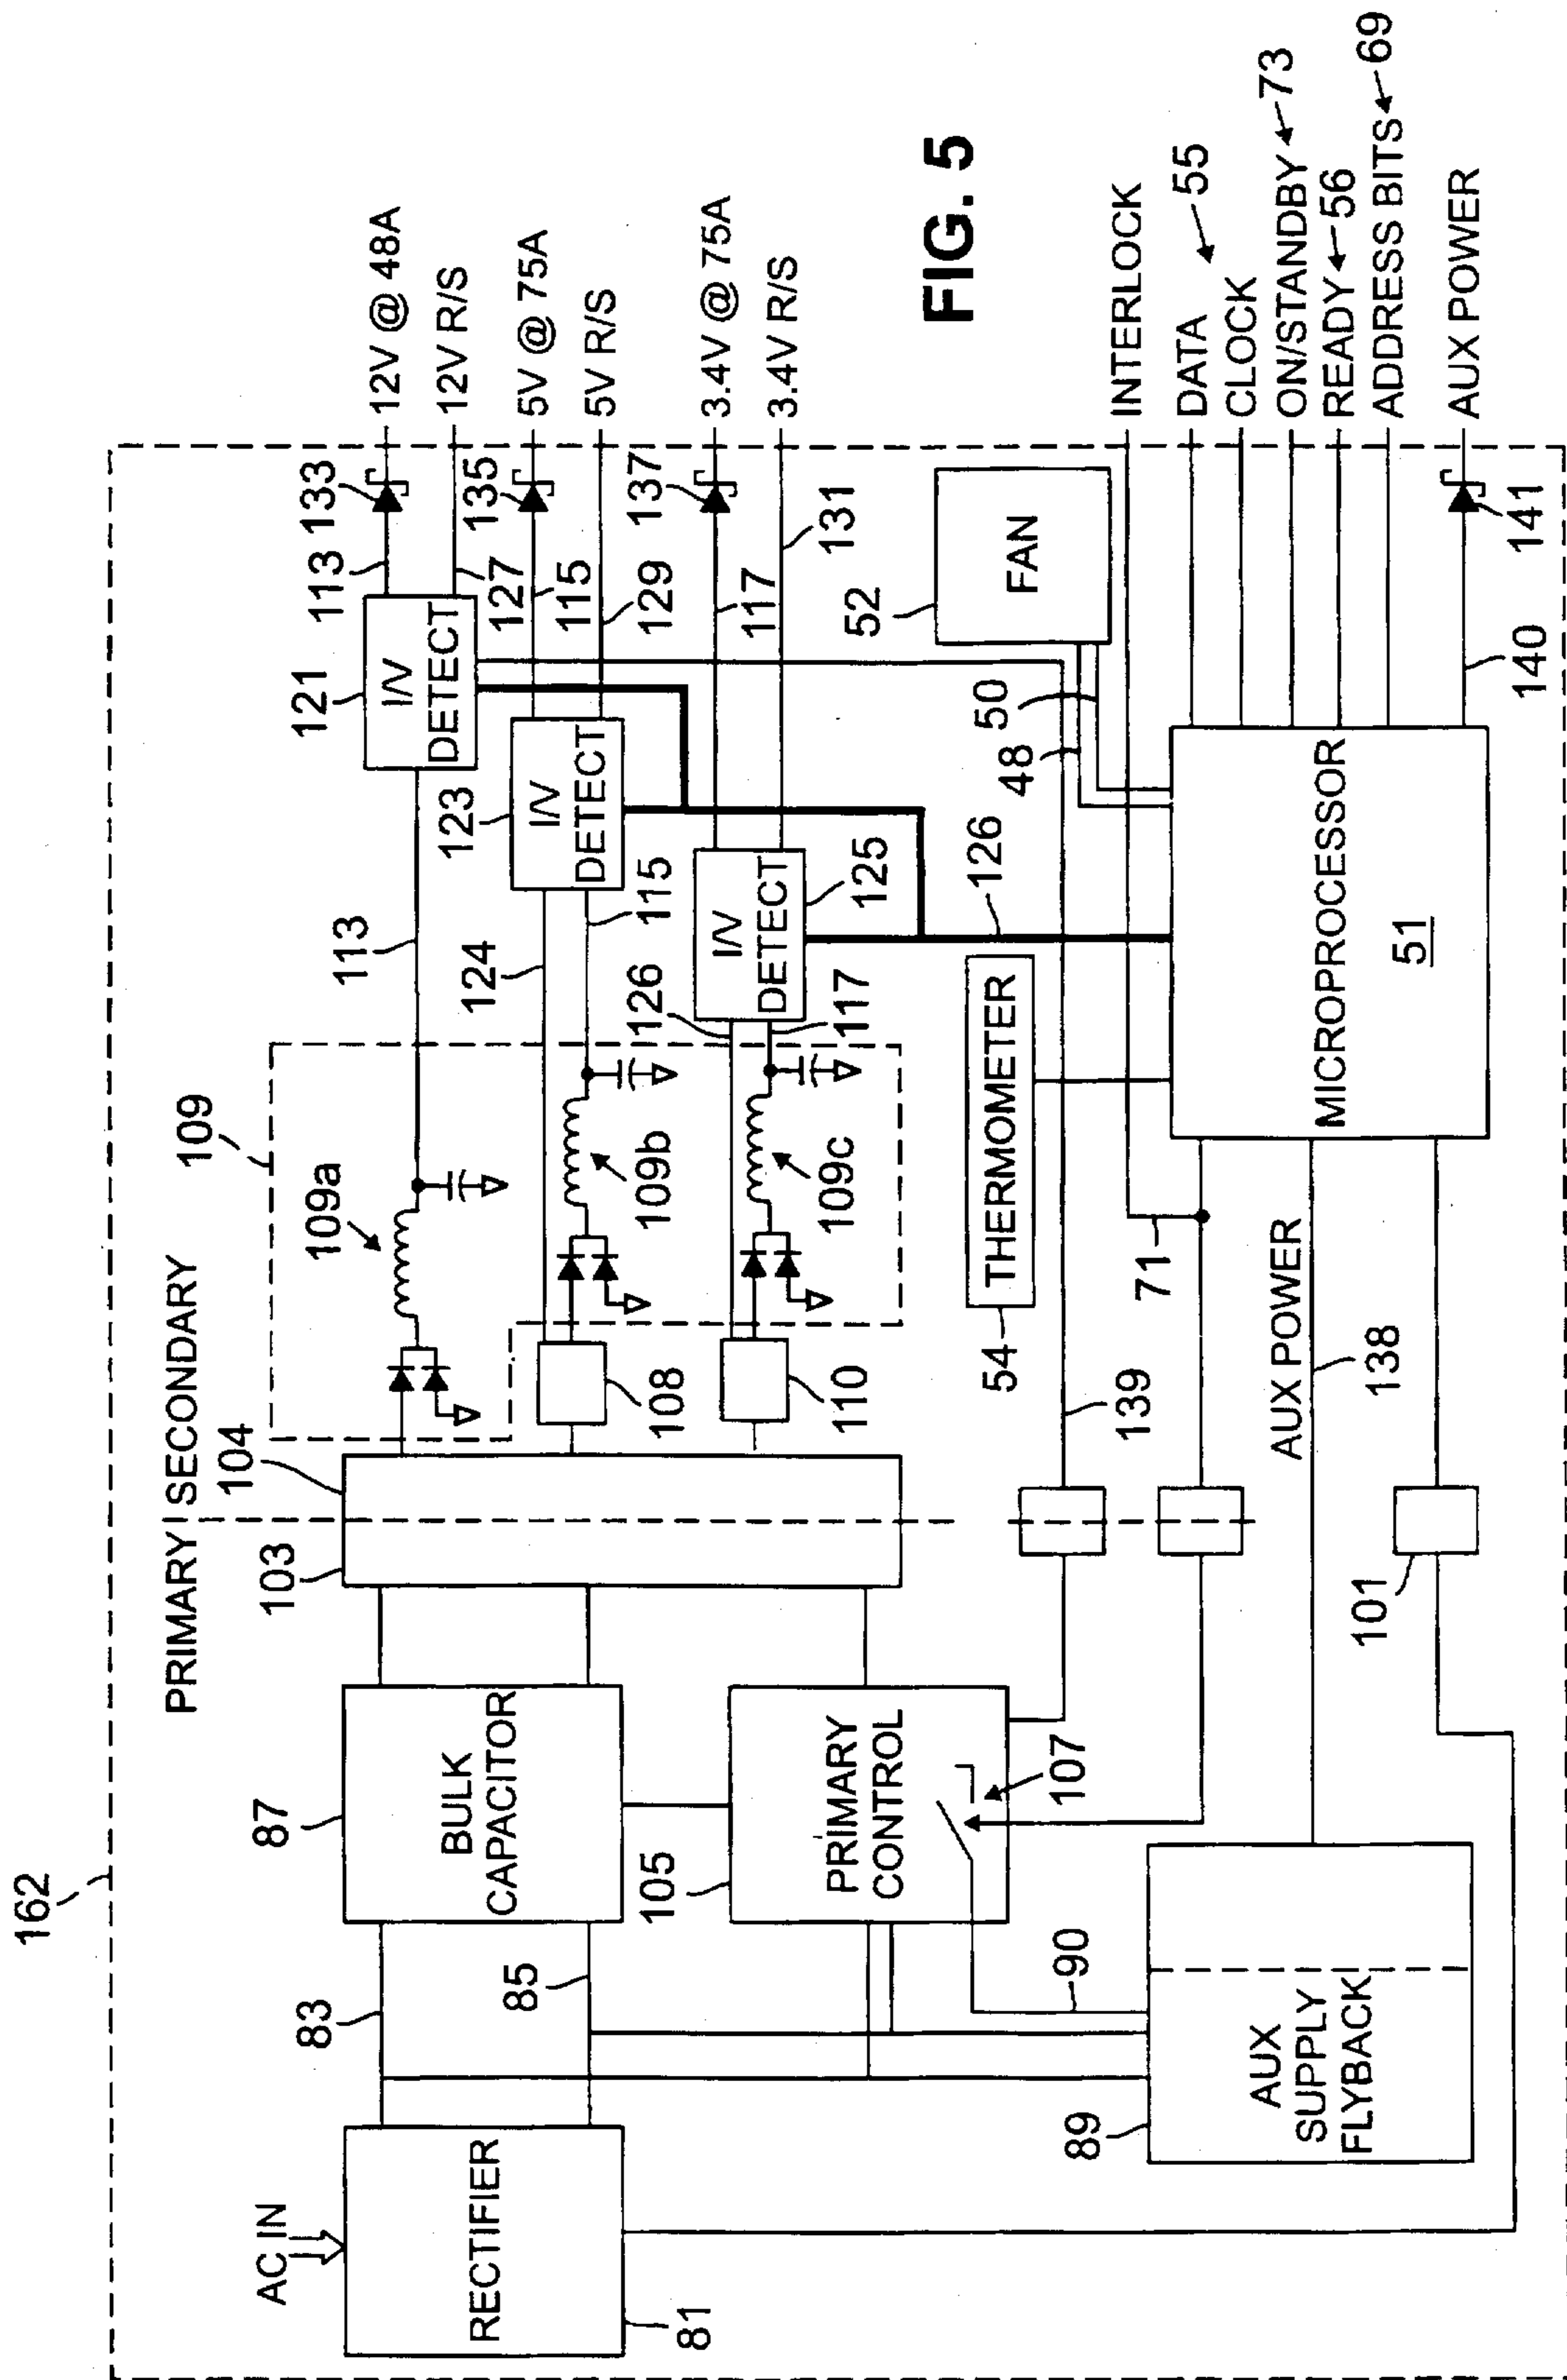 162
PRIMARY
SECONDARY
AC IN
RECTIFIER
81
83
85
87
BULK
CAPACITOR
103
104
109
109a
113
121
I/V
DETECT
113
133
12V @ 48A
127
12V R/S
108
124
109b
115
123
I/V
DETECT
115
135
5V @ 75A
129
5V R/S
110
126
109c
117
125
I/V
DETECT
117
137
3.4V @ 75A
131
3.4V R/S
FIG. 5
105
PRIMARY
CONTROL
107
90
139
54
THERMOMETER
126
48
50
52
FAN
71
INTERLOCK
DATA
55
CLOCK
ON/STANDBY
73
READY
56
ADDRESS BITS
69
AUX POWER
89
AUX
SUPPLY
FLYBACK
101
AUX POWER
138
MICROPROCESSOR
51
140
141